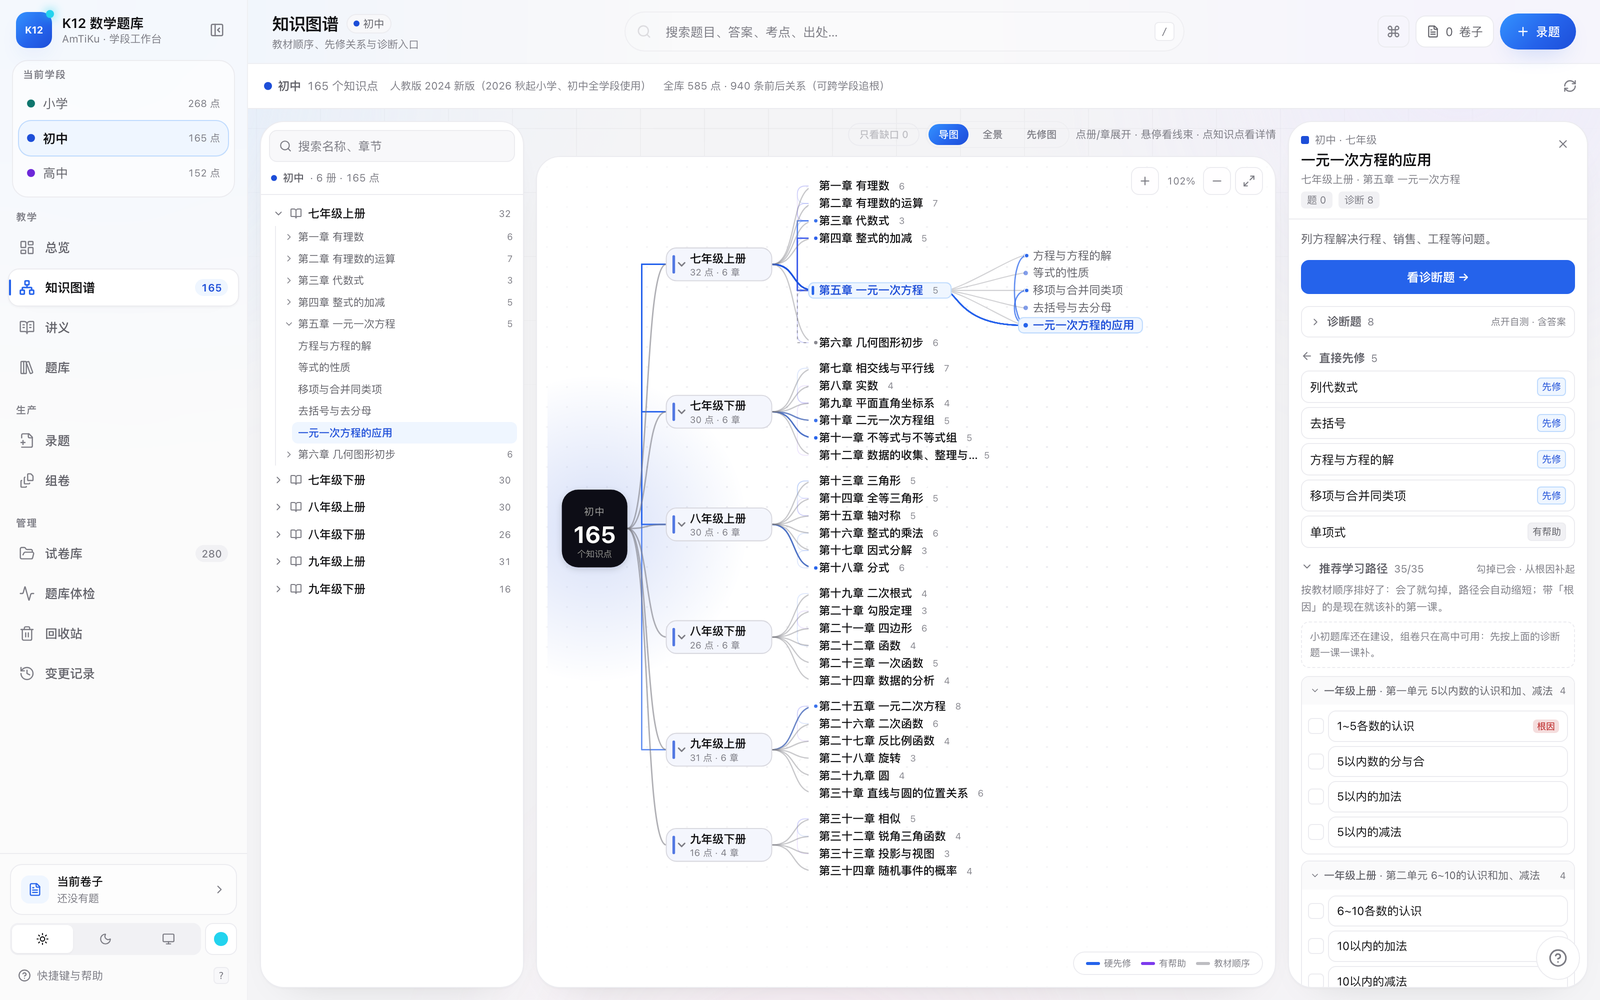 K12
K12 数学题库
AmTiKu · 学段工作台
当前学段
小学 268 点
初中 165 点
高中 152 点
教学
总览
知识图谱 165
讲义
题库
生产
录题
组卷
管理
试卷库 280
题库体检
回收站
变更记录
当前卷子
还没有题
快捷键与帮助 ?
知识图谱 初中
教材顺序、先修关系与诊断入口
搜索题目、答案、考点、出处... /
⌘
0 卷子
+ 录题
初中 165 个知识点 人教版 2024 新版（2026 秋起小学、初中全学段使用） 全库 585 点 · 940 条前后关系（可跨学段追根）
搜索名称、章节
初中 · 6 册 · 165 点
七年级上册 32
第一章 有理数 6
第二章 有理数的运算 7
第三章 代数式 3
第四章 整式的加减 5
第五章 一元一次方程 5
方程与方程的解
等式的性质
移项与合并同类项
去括号与去分母
一元一次方程的应用
第六章 几何图形初步 6
七年级下册 30
八年级上册 30
八年级下册 26
九年级上册 31
九年级下册 16
只看缺口 0 导图 全景 先修图 点册/章展开 · 悬停看线束 · 点知识点看详情
+ 102% −
初中
165
个知识点
七年级上册
32 点 · 6 章
第一章 有理数 6
第二章 有理数的运算 7
第三章 代数式 3
第四章 整式的加减 5
第五章 一元一次方程 5
第六章 几何图形初步 6
方程与方程的解
等式的性质
移项与合并同类项
去括号与去分母
一元一次方程的应用
七年级下册
30 点 · 6 章
第七章 相交线与平行线 7
第八章 实数 4
第九章 平面直角坐标系 4
第十章 二元一次方程组 5
第十一章 不等式与不等式组 5
第十二章 数据的收集、整理与... 5
八年级上册
30 点 · 6 章
第十三章 三角形 5
第十四章 全等三角形 5
第十五章 轴对称 5
第十六章 整式的乘法 6
第十七章 因式分解 3
第十八章 分式 6
八年级下册
26 点 · 6 章
第十九章 二次根式 4
第二十章 勾股定理 3
第二十一章 四边形 6
第二十二章 函数 4
第二十三章 一次函数 5
第二十四章 数据的分析 4
九年级上册
31 点 · 6 章
第二十五章 一元二次方程 8
第二十六章 二次函数 6
第二十七章 反比例函数 4
第二十八章 旋转 3
第二十九章 圆 4
第三十章 直线与圆的位置关系 6
九年级下册
16 点 · 4 章
第三十一章 相似 5
第三十二章 锐角三角函数 4
第三十三章 投影与视图 3
第三十四章 随机事件的概率 4
硬先修 有帮助 教材顺序
初中 · 七年级
一元一次方程的应用
七年级上册 · 第五章 一元一次方程
题 0 诊断 8
列方程解决行程、销售、工程等问题。
看诊断题 →
诊断题 8 点开自测 · 含答案
← 直接先修 5
列代数式 先修
去括号 先修
方程与方程的解 先修
移项与合并同类项 先修
单项式 有帮助
推荐学习路径 35/35 勾掉已会 · 从根因补起
按教材顺序排好了：会了就勾掉，路径会自动缩短；带「根
因」的是现在就该补的第一课。
小初题库还在建设，组卷只在高中可用：先按上面的诊断
题一课一课补。
一年级上册 · 第一单元 5以内数的认识和加、减法 4
1~5各数的认识 根因
5以内数的分与合
5以内的加法
5以内的减法
一年级上册 · 第二单元 6~10的认识和加、减法 4
6~10各数的认识
10以内的加法
10以内的减法